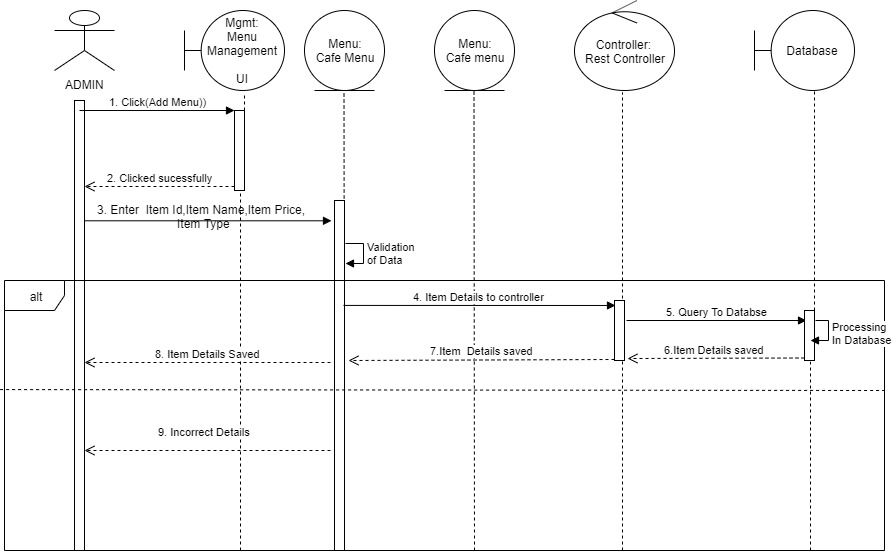 Mgmt:
Menu
Management
UI
Menu:
Cafe Menu
Menu:
Cafe menu
Controller:
Rest Controller
Database
ADMIN
1. Click(Add Menu))
2. Clicked sucessfully
3. Enter Item Id,Item Name,Item Price,
Item Type
Validation
of Data
alt
4. Item Details to controller
5. Query To Databse
Processing
In Database
6.Item Details saved
7.Item Details saved
8. Item Details Saved
9. Incorrect Details